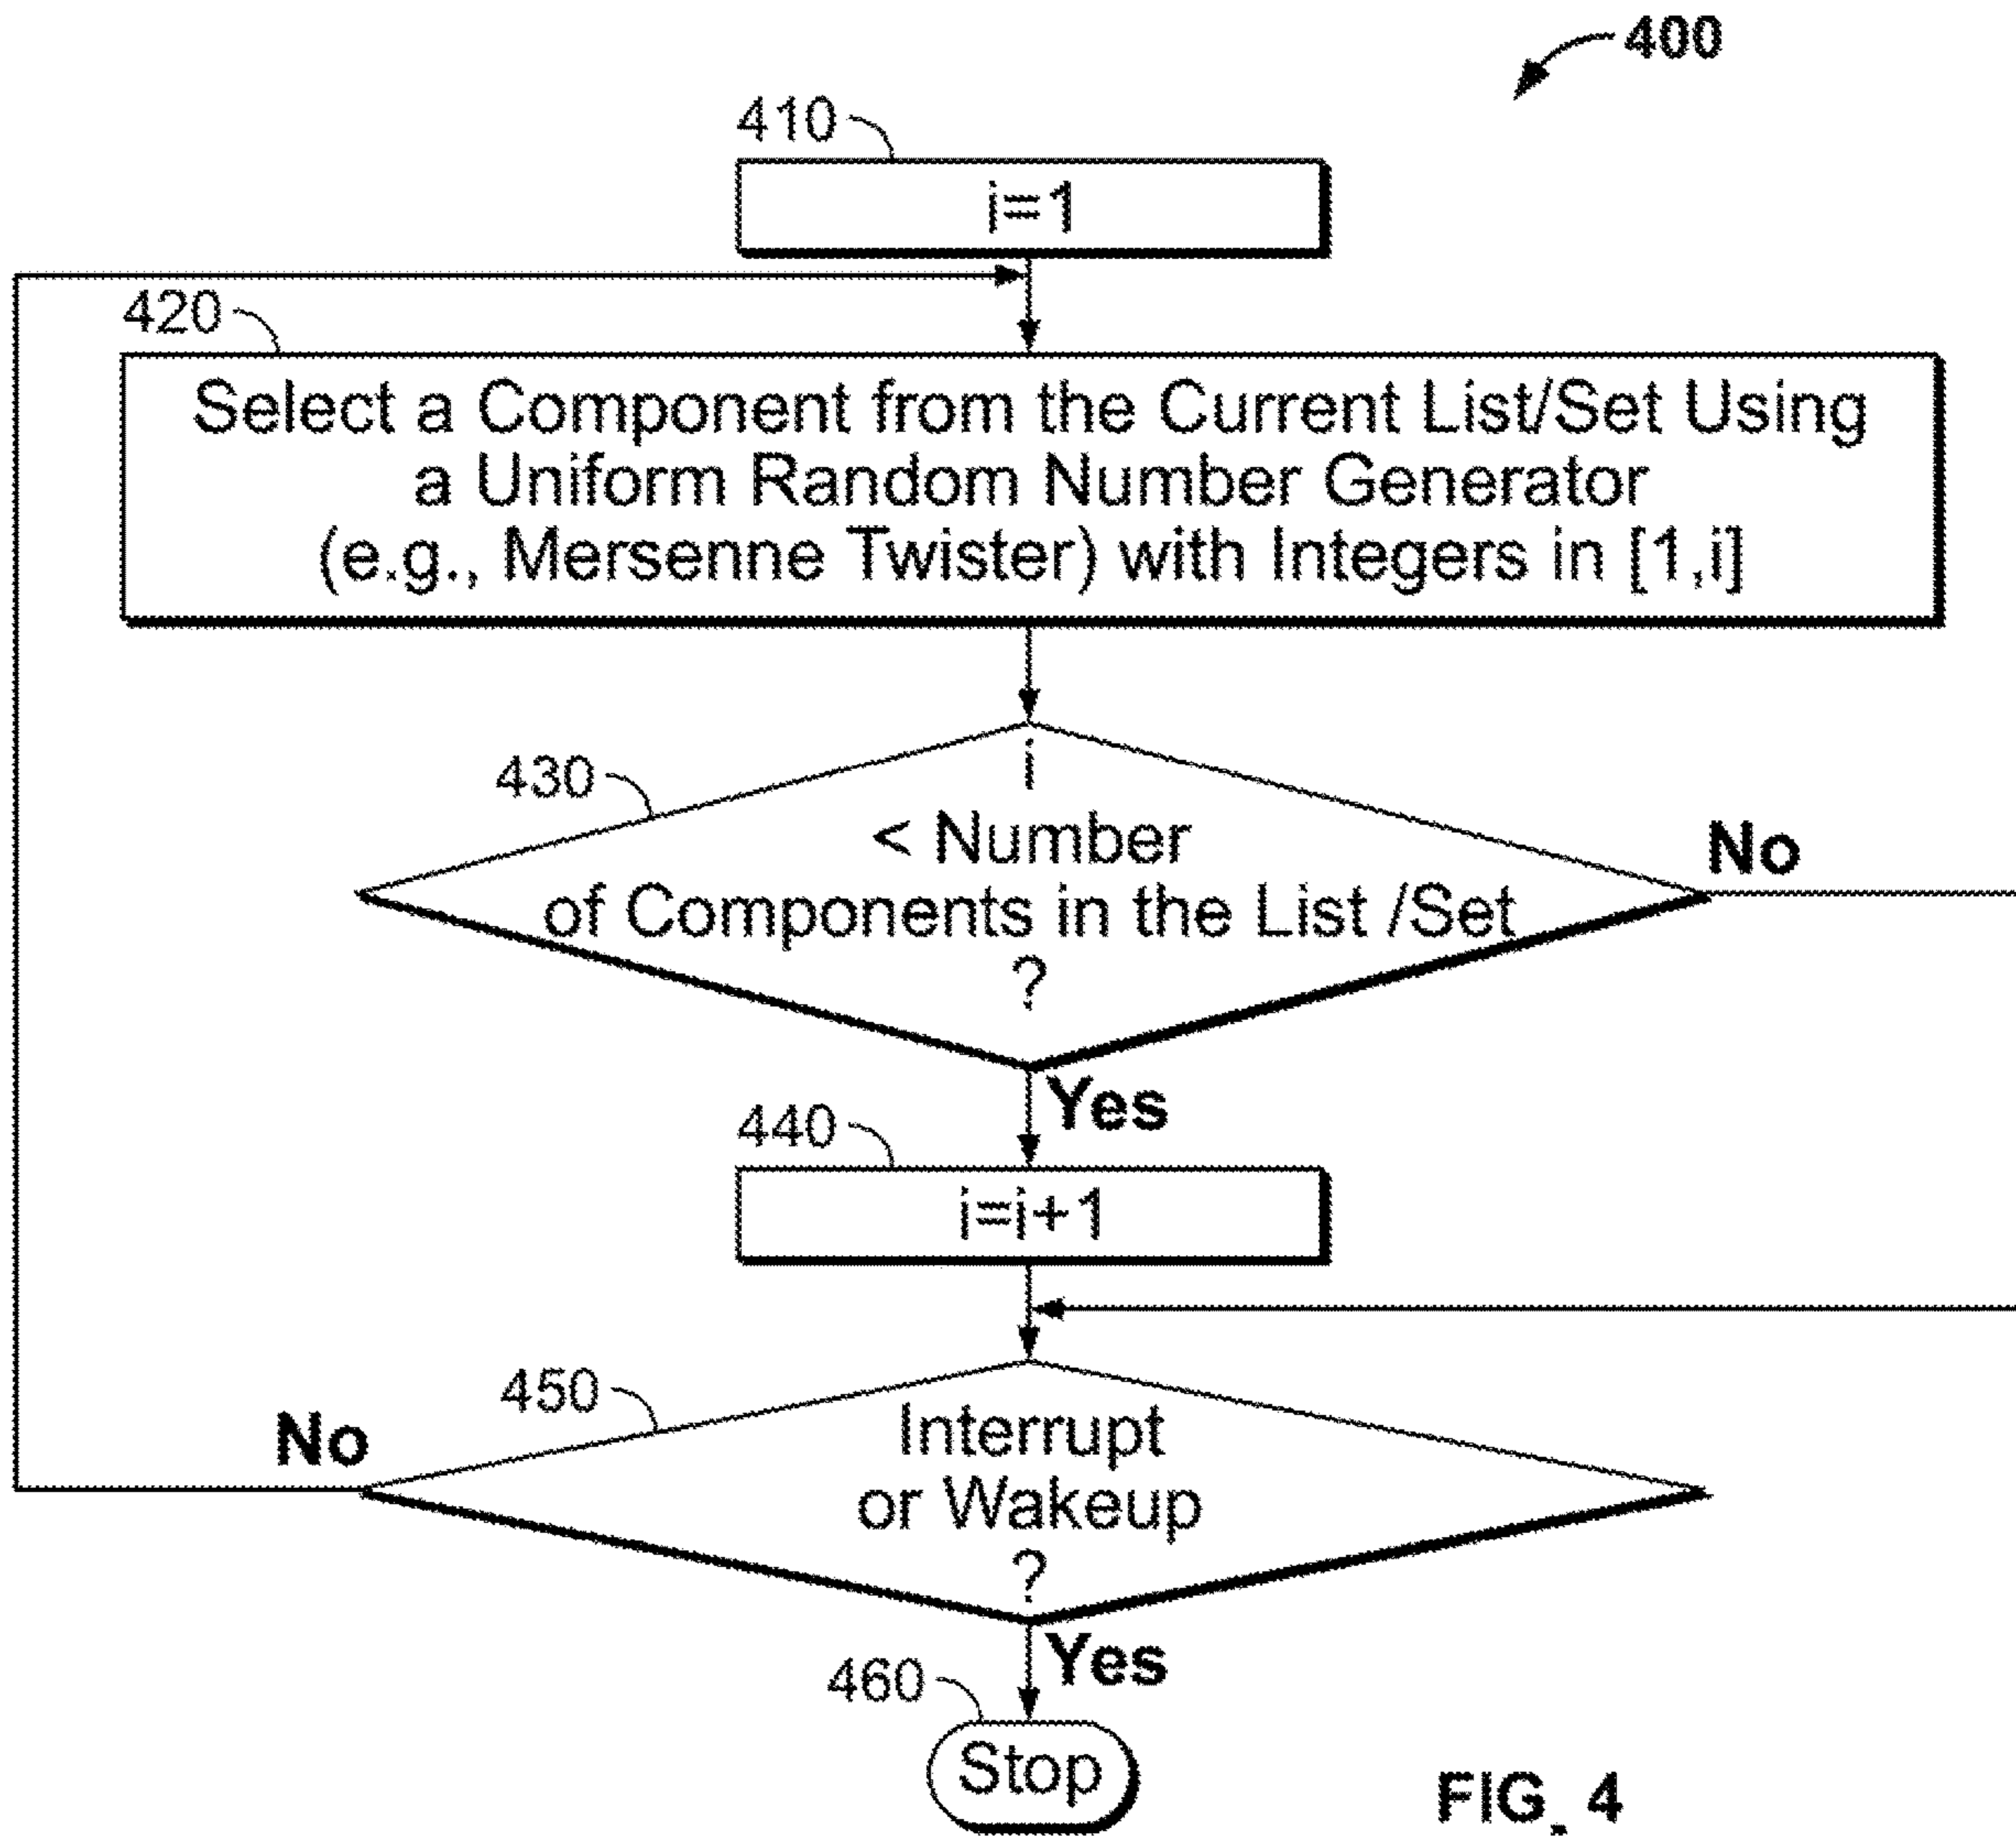 400
410
i=1
420
Select a Component from the Current List/Set Using
a Uniform Random Number Generator
(e.g., Mersenne Twister) with Integers in [1,i]
430
i
< Number
of Components in the List /Set
?
No
Yes
440
i=i+1
450
No
Interrupt
or Wakeup
?
Yes
460
Stop
FIG. 4